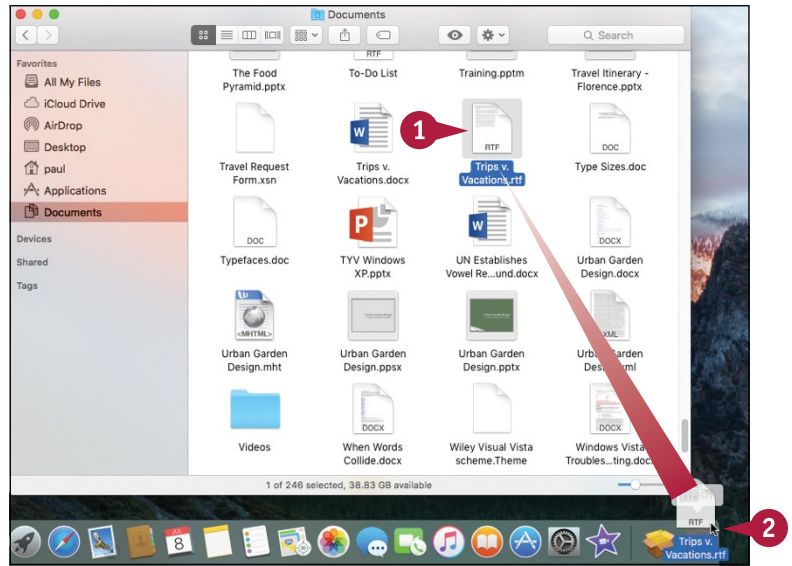 Documents
Search
Favorites
All My Files
iCloud Drive
AirDrop
Desktop
paul
Applications
Documents
Devices
Shared
Tags
RTF
The Food
Pyramid.pptx
To-Do List
Training.pptm
Travel Itinerary -
Florence.pptx
Travel Request
Form.xsn
W
Trips v.
Vacations.docx
1
RTF
Trips v.
Vacations.rtf
DOC
Type Sizes.doc
DOC
Typefaces.doc
P
TYV Windows
XP.pptx
W
UN Establishes
Vowel Re...und.docx
DOCX
Urban Garden
Design.docx
<MHTML>
Urban Garden
Design.mht
Urban Garden
Design.ppsx
Urban Garden
Design.pptx
XML
Videos
DOCX
When Words
Collide.docx
Wiley Visual Vista
scheme.Theme
DOCX
Windows Vista
Troubles...ting.docx
1 of 246 selected, 38.83 GB available
Trash
RTF
Trips v.
Vacations.rtf
2
JUL
8